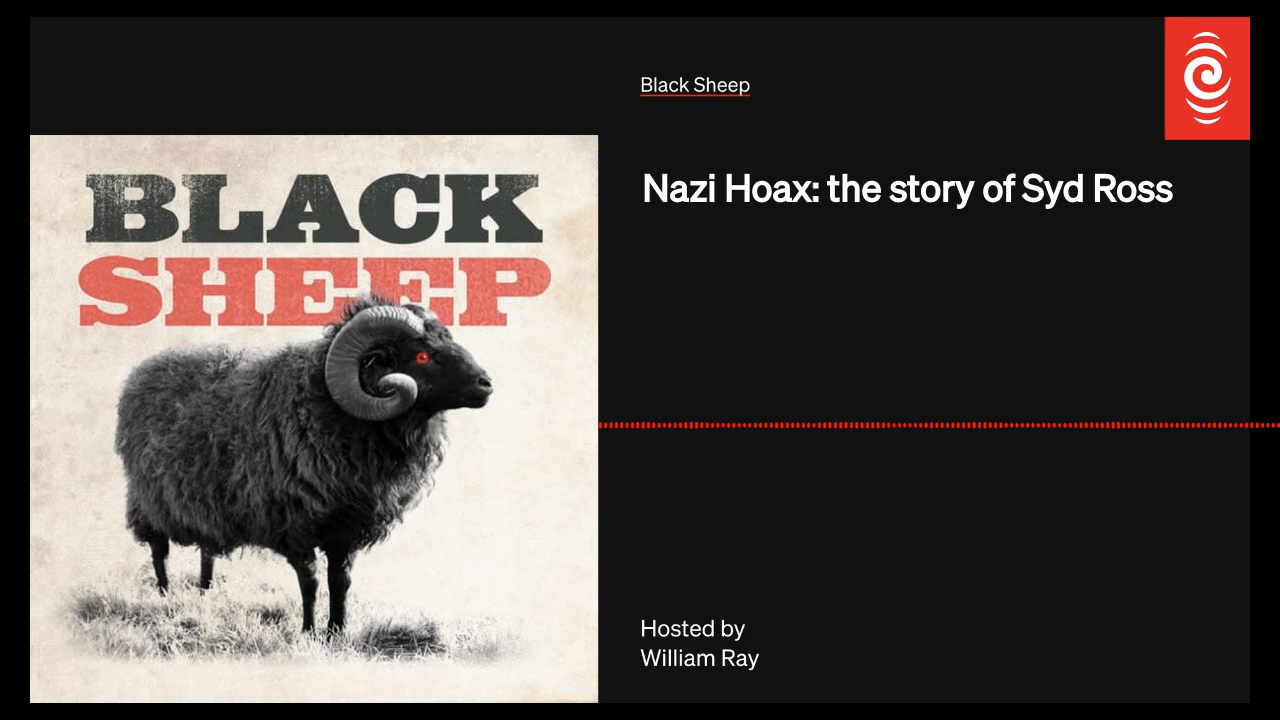 Black Sheep
BLACK
SHEEP
Nazi Hoax: the story of Syd Ross
Hosted by
William Ray